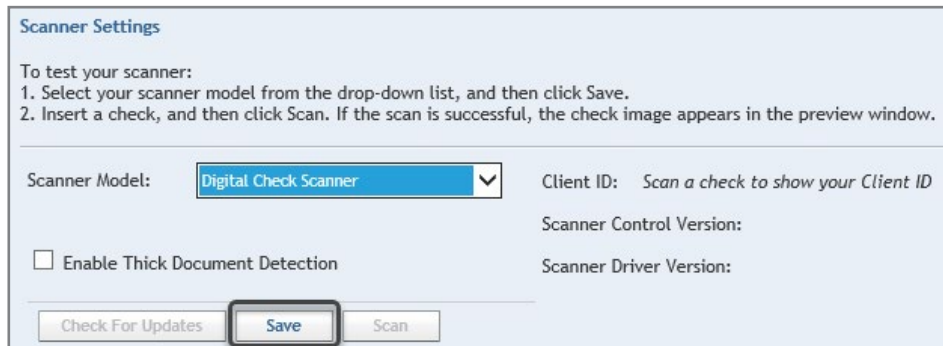 Scanner Settings
To test your scanner:
1. Select your scanner model from the drop-down list, and then click Save.
2. Insert a check, and then click Scan. If the scan is successful, the check image appears in the preview window.
Scanner Model: Digital Check Scanner
Client ID: Scan a check to show your Client ID
Scanner Control Version:
Enable Thick Document Detection
Scanner Driver Version:
Check For Updates Save Scan